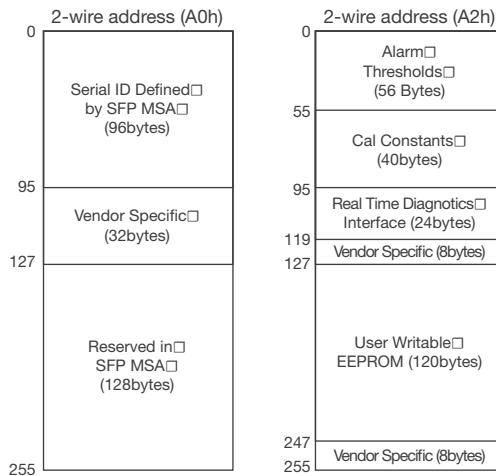 2-wire address (A0h)
0
Serial ID Defined□
by SFP MSA□
(96bytes)
95
Vendor Specific□
(32bytes)
127
Reserved in□
SFP MSA□
(128bytes)
255
2-wire address (A2h)
0
Alarm□
Thresholds□
(56 Bytes)
55
Cal Constants□
(40bytes)
95
Real Time Diagnotics□
Interface (24bytes)
119
Vendor Specific (8bytes)
127
User Writable□
EEPROM (120bytes)
247
Vendor Specific (8bytes)
255